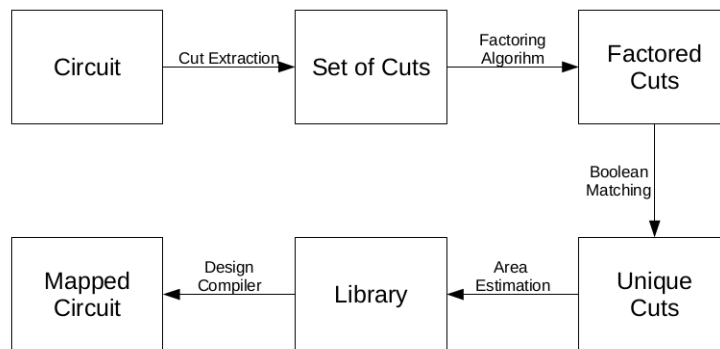 Circuit
Cut Extraction
Set of Cuts
Factoring
Algorihm
Factored
Cuts
Boolean
Matching
Mapped
Circuit
Design
Compiler
Library
Area
Estimation
Unique
Cuts